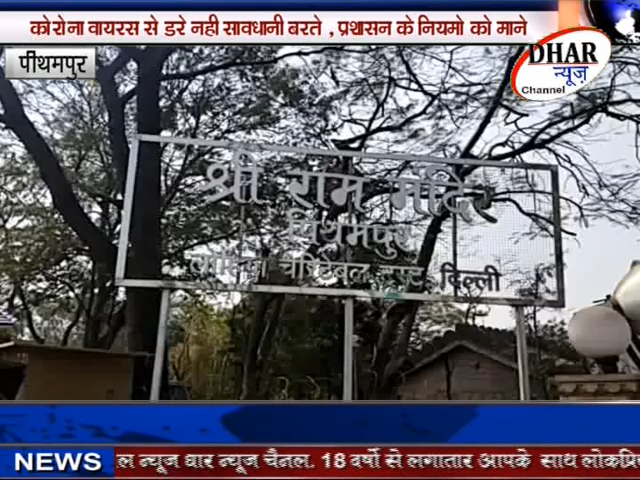 कोरोना वायरस से डरे नही सावधानी बरते , प्रशासन के नियमो को माने
पीथमपुर
DHAR
न्यूज़
Channel
श्री राम मंदिर
पिथमपुर
चेरिटेबल ट्रस्ट दिल्ली
NEWS
ल न्यूज धार न्यूज चैनल. 18 वर्षो से लगातार आपके साथ लोकप्रि